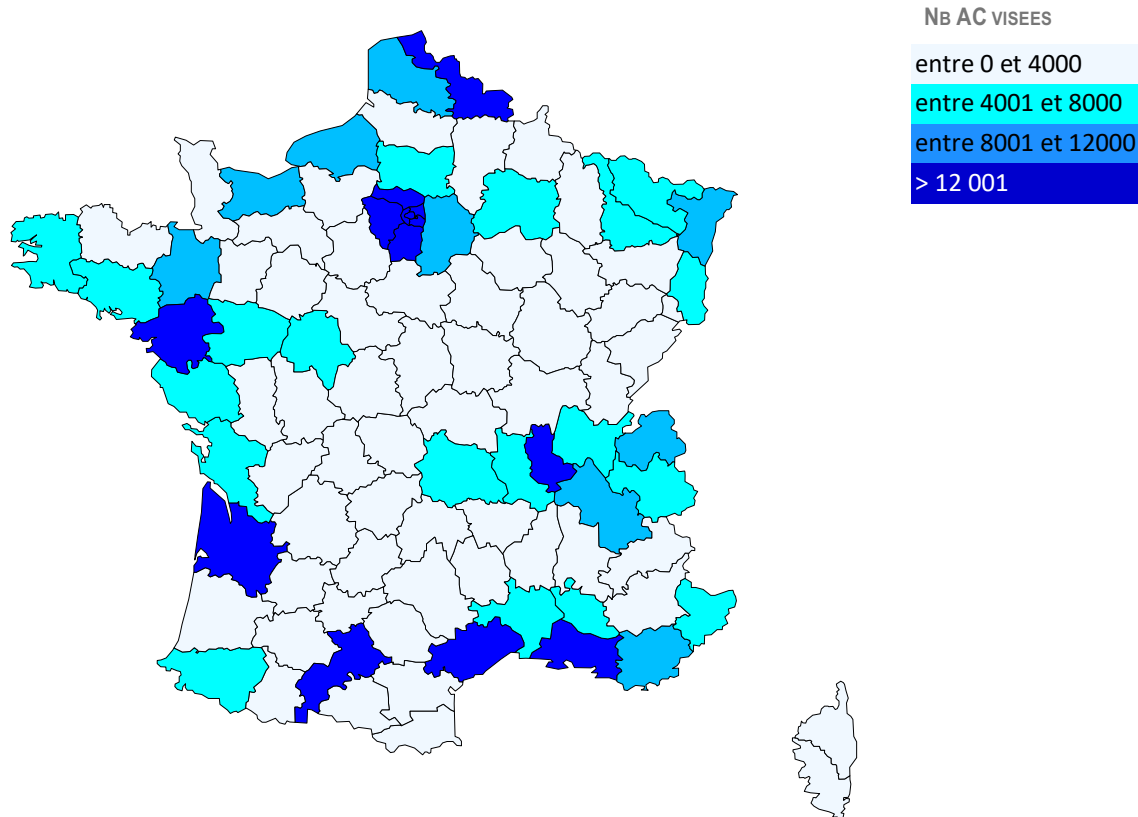 NB AC VISEES
entre 0 et 4000
entre 4001 et 8000
entre 8001 et 12000
> 12 001